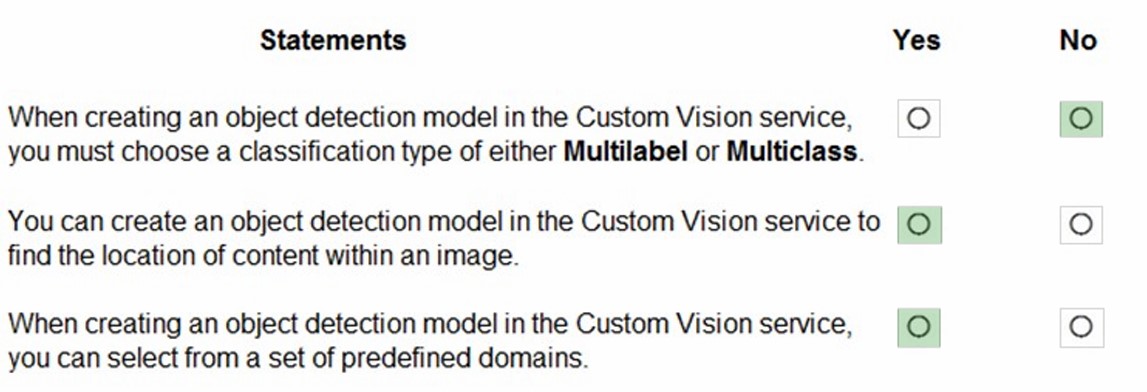 Statements Yes No
When creating an object detection model in the Custom Vision service,
you must choose a classification type of either Multilabel or Multiclass.
You can create an object detection model in the Custom Vision service to
find the location of content within an image.
When creating an object detection model in the Custom Vision service,
you can select from a set of predefined domains.